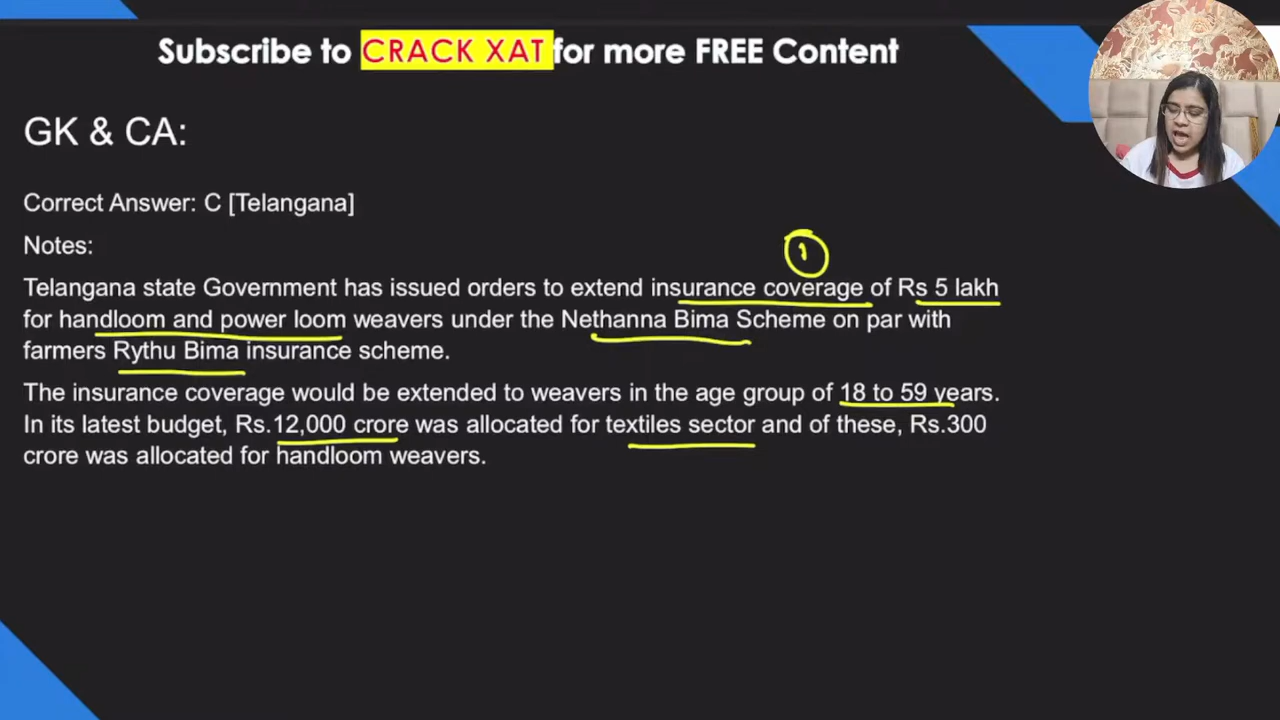 Subscribe to CRACK XAT for more FREE Content
GK & CA:
Correct Answer: C [Telangana]
Notes:
1
Telangana state Government has issued orders to extend insurance coverage of Rs 5 lakh
for handloom and power loom weavers under the Nethanna Bima Scheme on par with
farmers Rythu Bima insurance scheme.
The insurance coverage would be extended to weavers in the age group of 18 to 59 years.
In its latest budget, Rs.12,000 crore was allocated for textiles sector and of these, Rs.300
crore was allocated for handloom weavers.